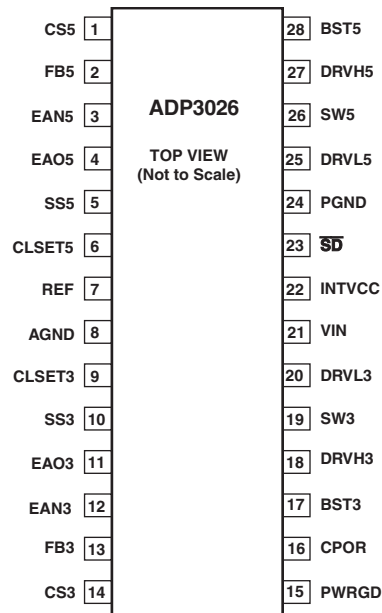 CS5 1 28 BST5
FB5 2 27 DRVH5
EAN5 3 ADP3026 26 SW5
EAO5 4 TOP VIEW 25 DRVL5
(Not to Scale)
SS5 5 24 PGND
CLSET5 6 23 SD
REF 7 22 INTVCC
AGND 8 21 VIN
CLSET3 9 20 DRVL3
SS3 10 19 SW3
EAO3 11 18 DRVH3
EAN3 12 17 BST3
FB3 13 16 CPOR
CS3 14 15 PWRGD